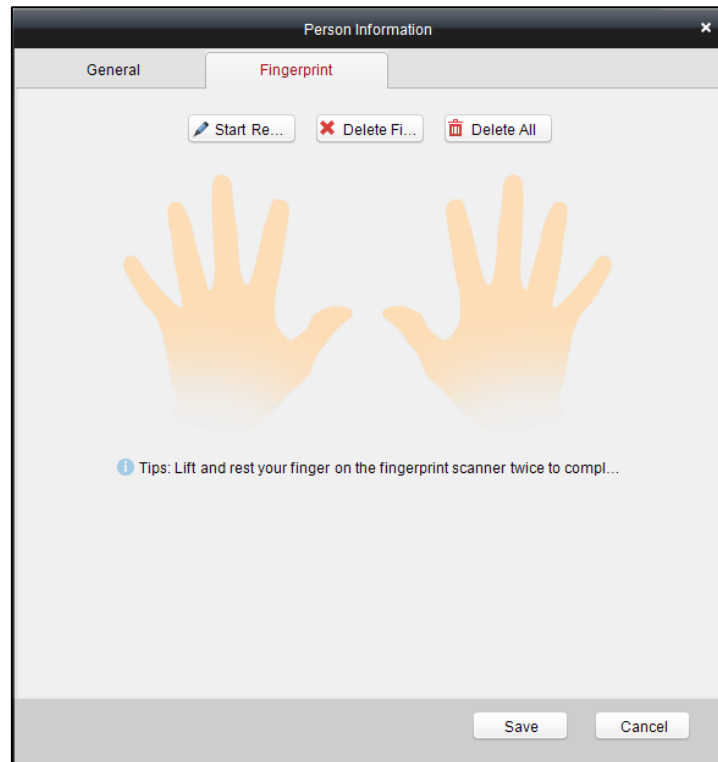 Person Information
General
Fingerprint
Start Re...
Delete Fi...
Delete All
Tips: Lift and rest your finger on the fingerprint scanner twice to compl...
Save
Cancel